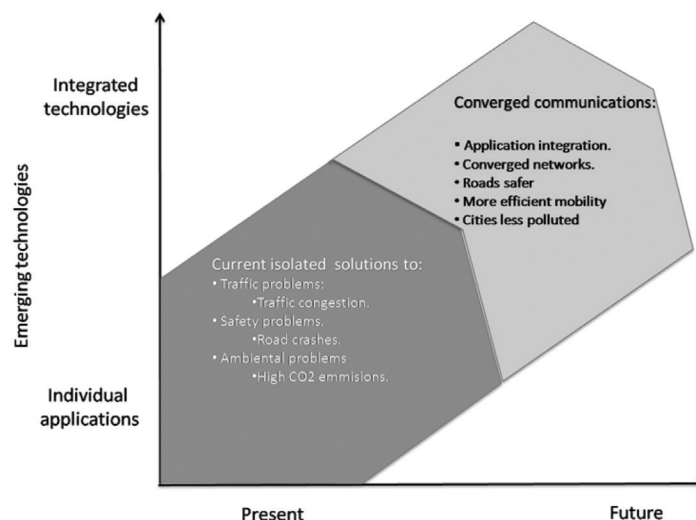 Integrated
technologies
Emerging technologies
Individual
applications
Converged communications:
• Application integration.
• Converged networks.
• Roads safer
• More efficient mobility
• Cities less polluted
Current isolated solutions to:
• Traffic problems:
•Traffic congestion.
• Safety problems.
•Road crashes.
• Ambiental problems
•High CO2 emmisions.
Present
Future